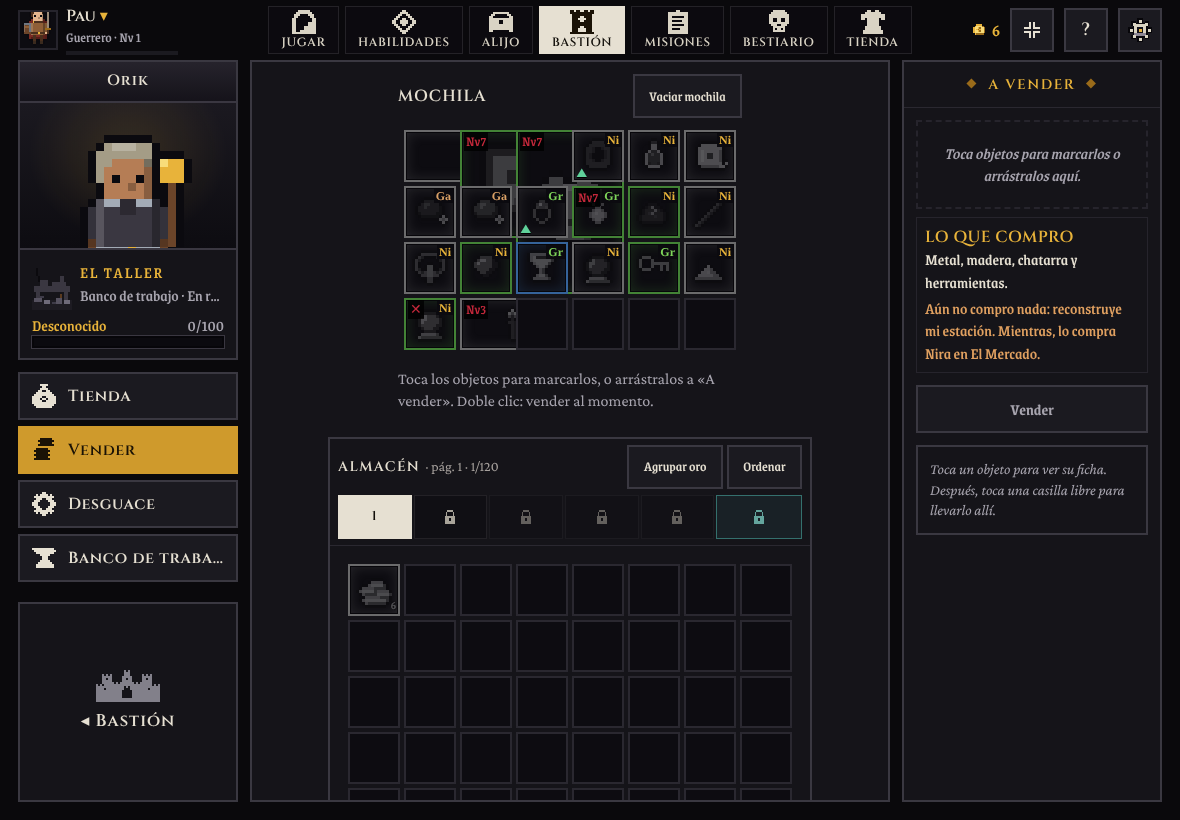 Pau ▼
Guerrero · Nv 1
JUGAR
HABILIDADES
ALIJO
BASTIÓN
MISIONES
BESTIARIO
TIENDA
6
?
Orik
EL TALLER
Banco de trabajo · En r…
Desconocido 0/100
TIENDA
VENDER
DESGUACE
BANCO DE TRABA…
◂ BASTIÓN
MOCHILA
Vaciar mochila
Nv7 Nv7 Ni Ni Ni
Ga Ga Gr Nv7 Gr Ni Ni
Ni Ni Gr Ni Gr Ni
✕ Ni Nv3
Toca los objetos para marcarlos, o arrástralos a «A
vender». Doble clic: vender al momento.
ALMACÉN · pág. 1 · 1/120
Agrupar oro
Ordenar
I
6
◆ A VENDER ◆
Toca objetos para marcarlos o
arrástralos aquí.
LO QUE COMPRO
Metal, madera, chatarra y
herramientas.
Aún no compro nada: reconstruye
mi estación. Mientras, lo compra
Nira en El Mercado.
Vender
Toca un objeto para ver su ficha.
Después, toca una casilla libre para
llevarlo allí.